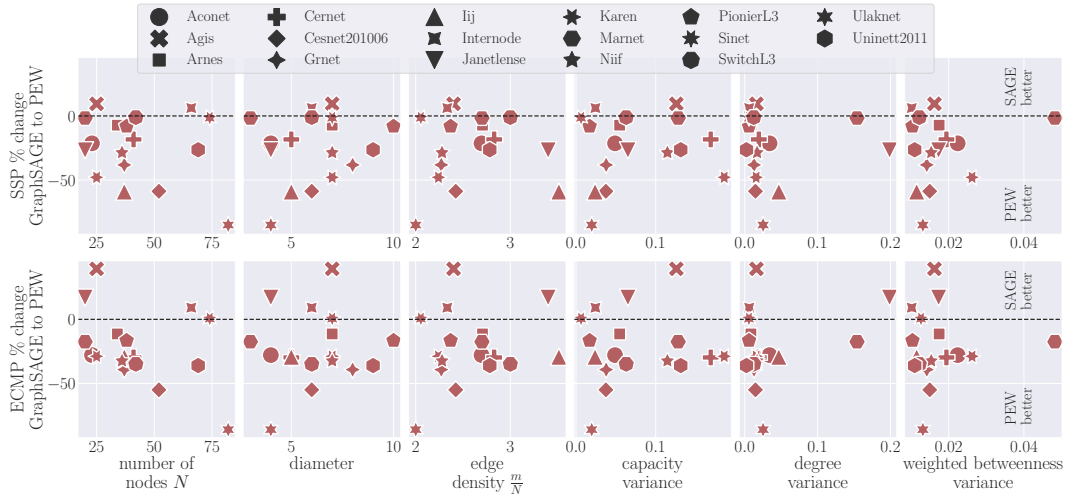 Aconet Cernet Iij Karen PionierL3 Ulaknet
Agis Cesnet201006 Internode Marnet Sinet Uninett2011
Arnes Grnet Janetlense Niif SwitchL3
SSP % change
GraphSAGE to PEW
0
−50
SAGE
better
PEW
better
25 50 75 5 10 2 3 0.0 0.1 0.0 0.1 0.2 0.02 0.04
ECMP % change
GraphSAGE to PEW
0
−50
SAGE
better
PEW
better
25 50 75 5 10 2 3 0.0 0.1 0.0 0.1 0.2 0.02 0.04
number of
nodes N
diameter
edge
density m/N
capacity
variance
degree
variance
weighted betweenness
variance